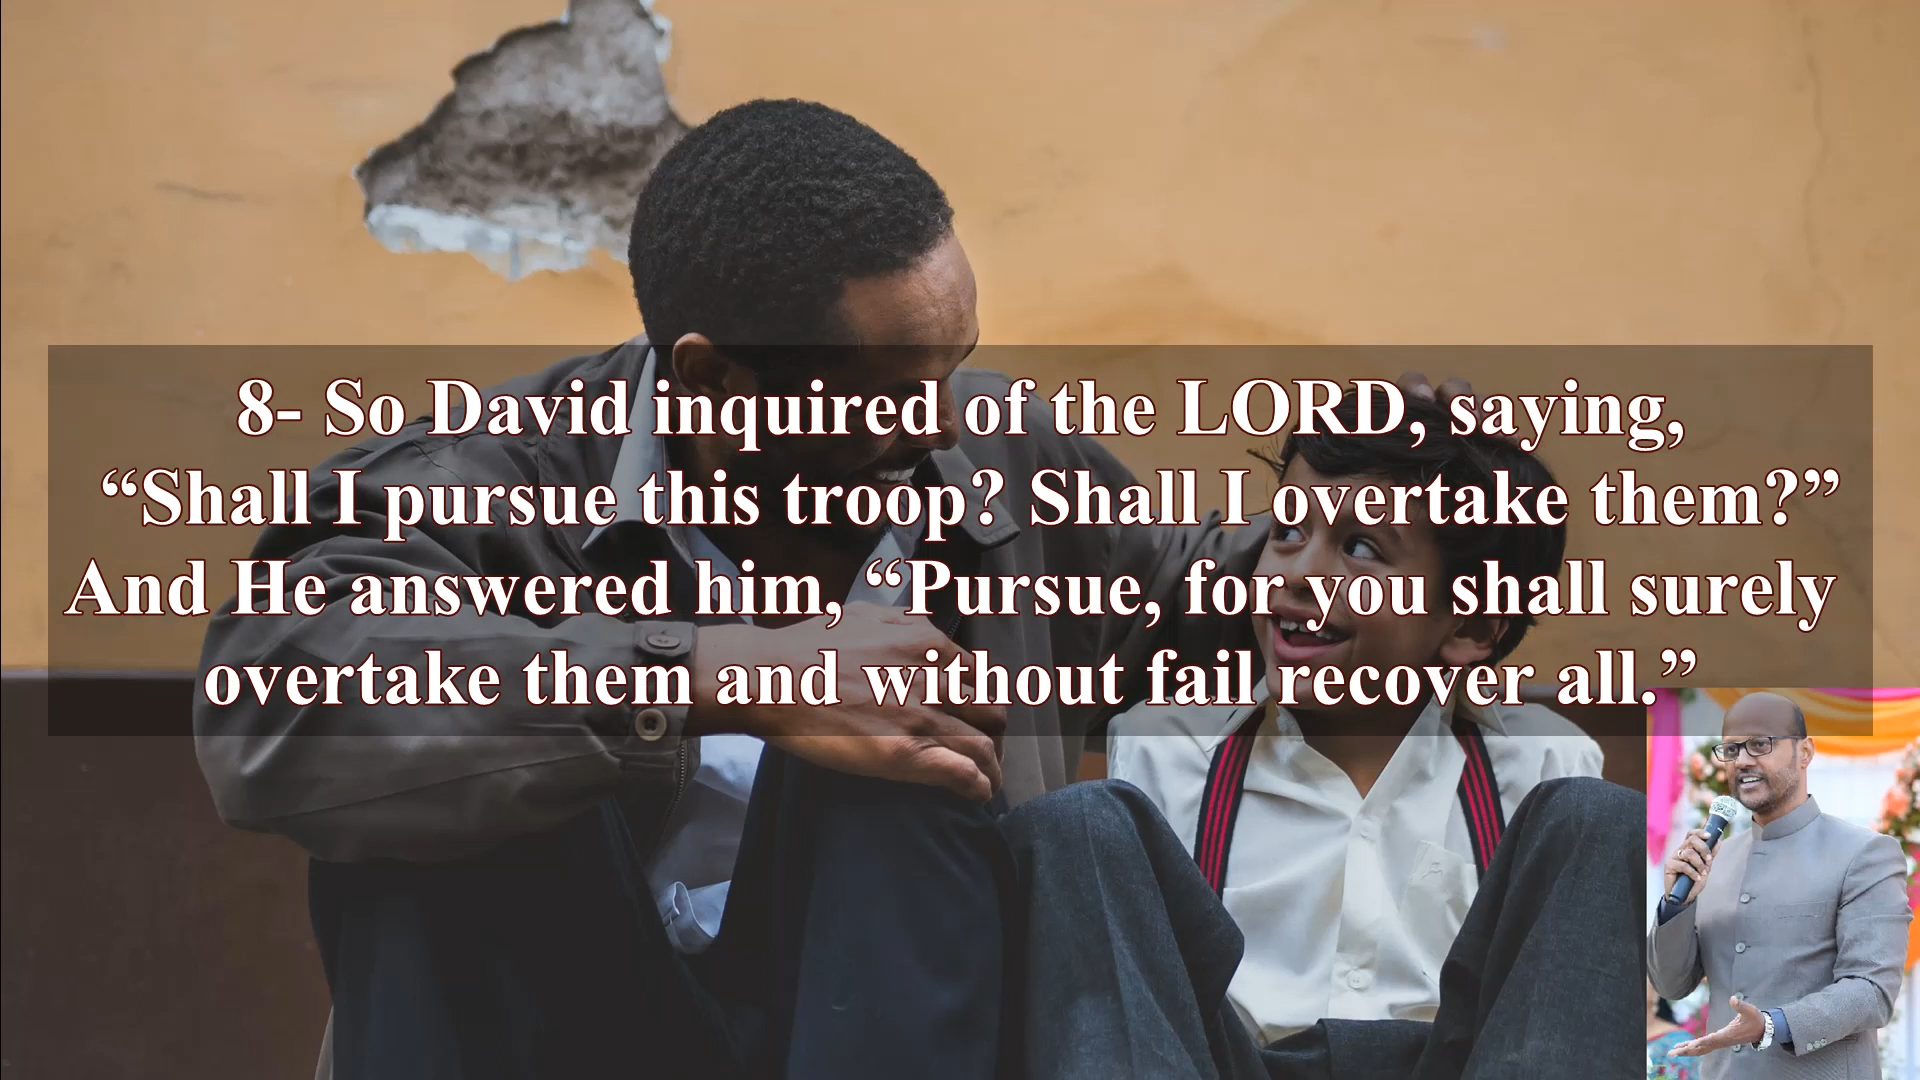 8- So David inquired of the LORD, saying,
“Shall I pursue this troop? Shall I overtake them?”
And He answered him, “Pursue, for you shall surely
overtake them and without fail recover all.”